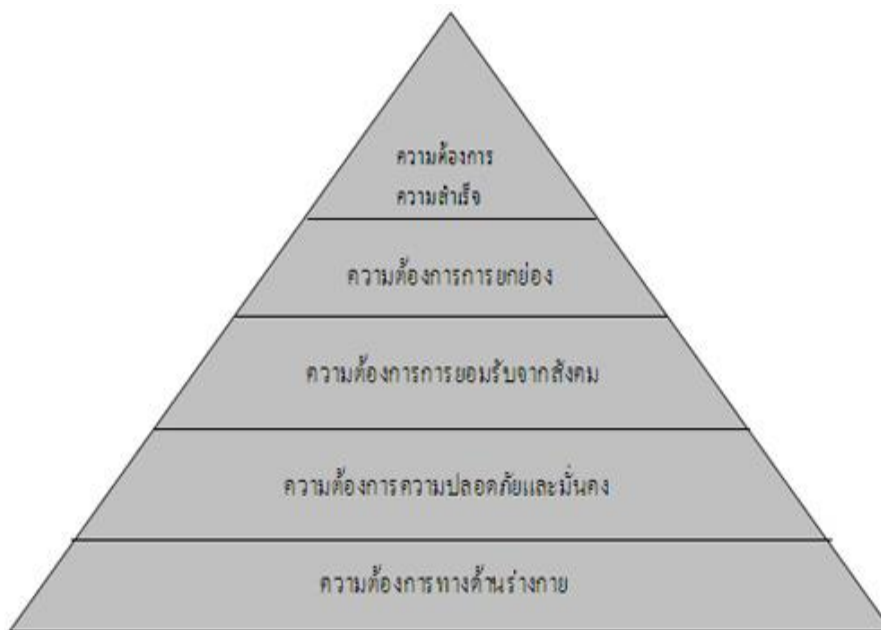 ความต้องการ
ความสำเร็จ
ความต้องการการยกย่อง
ความต้องการการยอมรับจากสังคม
ความต้องการความปลอดภัยและมั่นคง
ความต้องการทางด้านร่างกาย